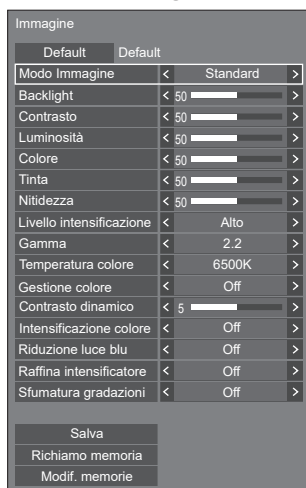 Immagine
Default Default
Modo Immagine < Standard >
Backlight < 50 >
Contrasto < 50 >
Luminosità < 50 >
Colore < 50 >
Tinta < 50 >
Nitidezza < 50 >
Livello intensificazione < Alto >
Gamma < 2.2 >
Temperatura colore < 6500K >
Gestione colore < Off >
Contrasto dinamico < 5 >
Intensificazione colore < Off >
Riduzione luce blu < Off >
Raffina intensificatore < Off >
Sfumatura gradazioni < Off >
Salva
Richiamo memoria
Modif. memorie